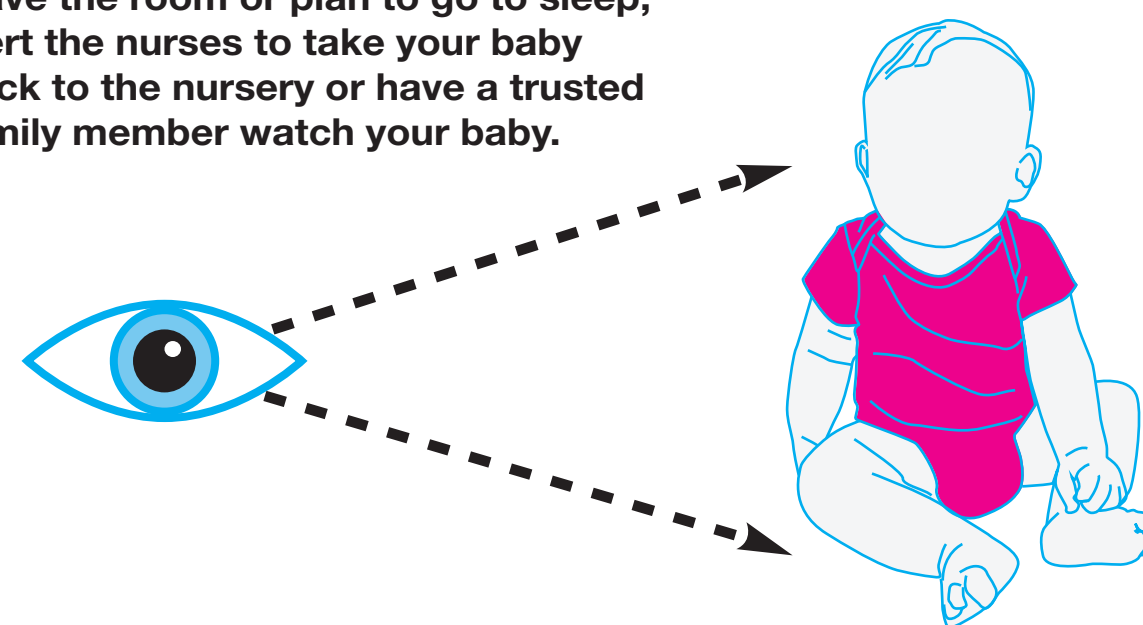 ave the room or plan to go to sleep,
ert the nurses to take your baby
ck to the nursery or have a trusted
mily member watch your baby.